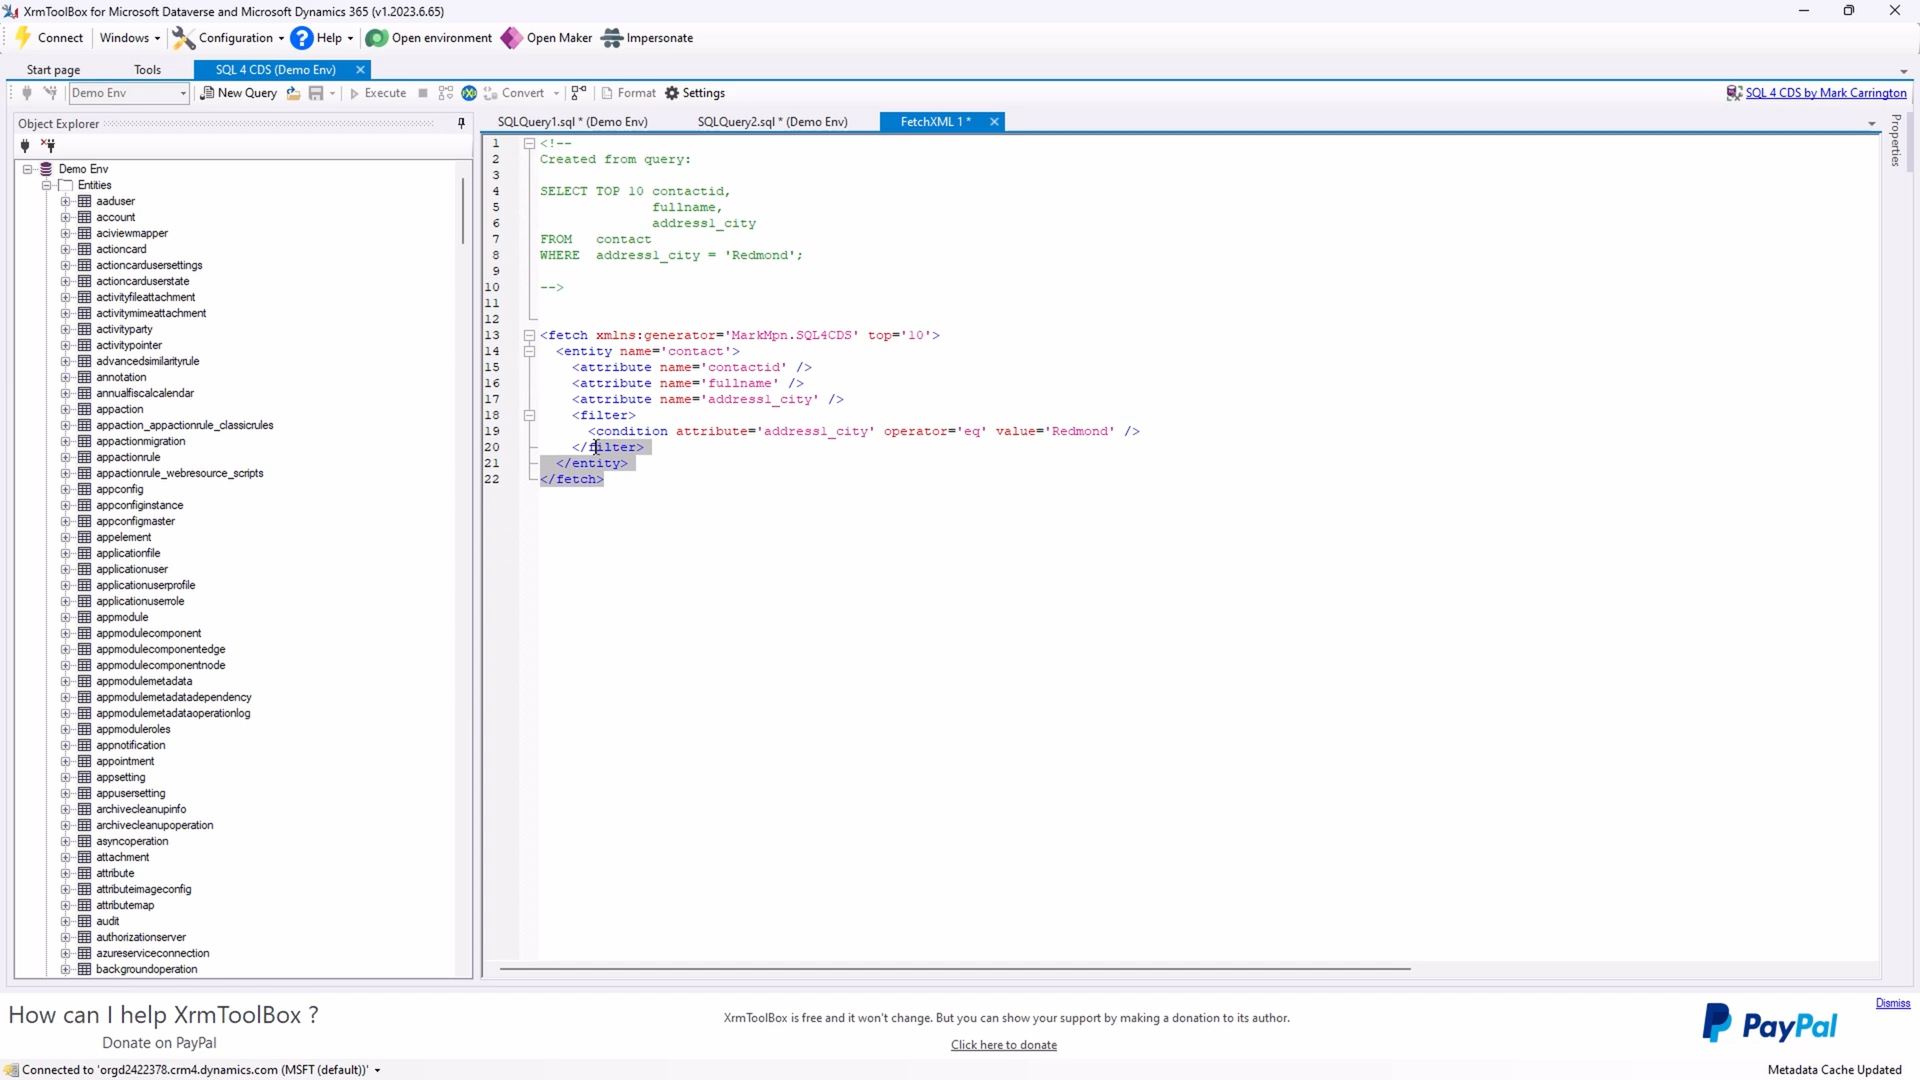 XrmToolBox for Microsoft Dataverse and Microsoft Dynamics 365 (v1.2023.6.65)
Connect Windows Configuration Help Open environment Open Maker Impersonate
Start page Tools SQL 4 CDS (Demo Env)
Demo Env New Query Execute Convert Format Settings SQL 4 CDS by Mark Carrington
Object Explorer
SQLQuery1.sql * (Demo Env) SQLQuery2.sql * (Demo Env) FetchXML 1 *
Properties
Demo Env
Entities
aaduser
account
aciviewmapper
actioncard
actioncardusersettings
actioncarduserstate
activityfileattachment
activitymimeattachment
activityparty
activitypointer
advancedsimilarityrule
annotation
annualfiscalcalendar
appaction
appaction_appactionrule_classicrules
appactionmigration
appactionrule
appactionrule_webresource_scripts
appconfig
appconfiginstance
appconfigmaster
appelement
applicationfile
applicationuser
applicationuserprofile
applicationuserrole
appmodule
appmodulecomponent
appmodulecomponentedge
appmodulecomponentnode
appmodulemetadata
appmodulemetadatadependency
appmodulemetadataoperationlog
appmoduleroles
appnotification
appointment
appsetting
appusersetting
archivecleanupinfo
archivecleanupoperation
asyncoperation
attachment
attribute
attributeimageconfig
attributemap
audit
authorizationserver
azureserviceconnection
backgroundoperation
1 <!--
2 Created from query:
3
4 SELECT TOP 10 contactid,
5 fullname,
6 address1_city
7 FROM contact
8 WHERE address1_city = 'Redmond';
9
10 -->
11
12
13 <fetch xmlns:generator='MarkMpn.SQL4CDS' top='10'>
14 <entity name='contact'>
15 <attribute name='contactid' />
16 <attribute name='fullname' />
17 <attribute name='address1_city' />
18 <filter>
19 <condition attribute='address1_city' operator='eq' value='Redmond' />
20 </filter>
21 </entity>
22 </fetch>
How can I help XrmToolBox ?
Donate on PayPal
XrmToolBox is free and it won't change. But you can show your support by making a donation to its author.
Click here to donate
PayPal
Dismiss
Connected to 'orgd2422378.crm4.dynamics.com (MSFT (default))'
Metadata Cache Updated